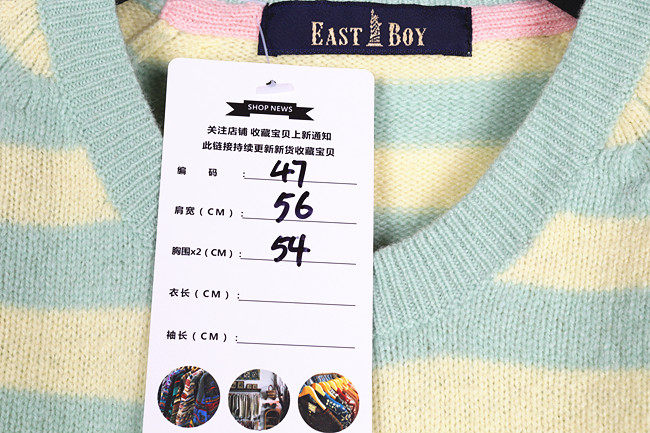 EAST BOY
SHOP NEWS
关注店铺 收藏宝贝上新通知
此链接持续更新新货收藏宝贝
编 码 : 47
肩宽(CM): 56
胸围x2(CM): 54
衣长(CM):
袖长(CM):